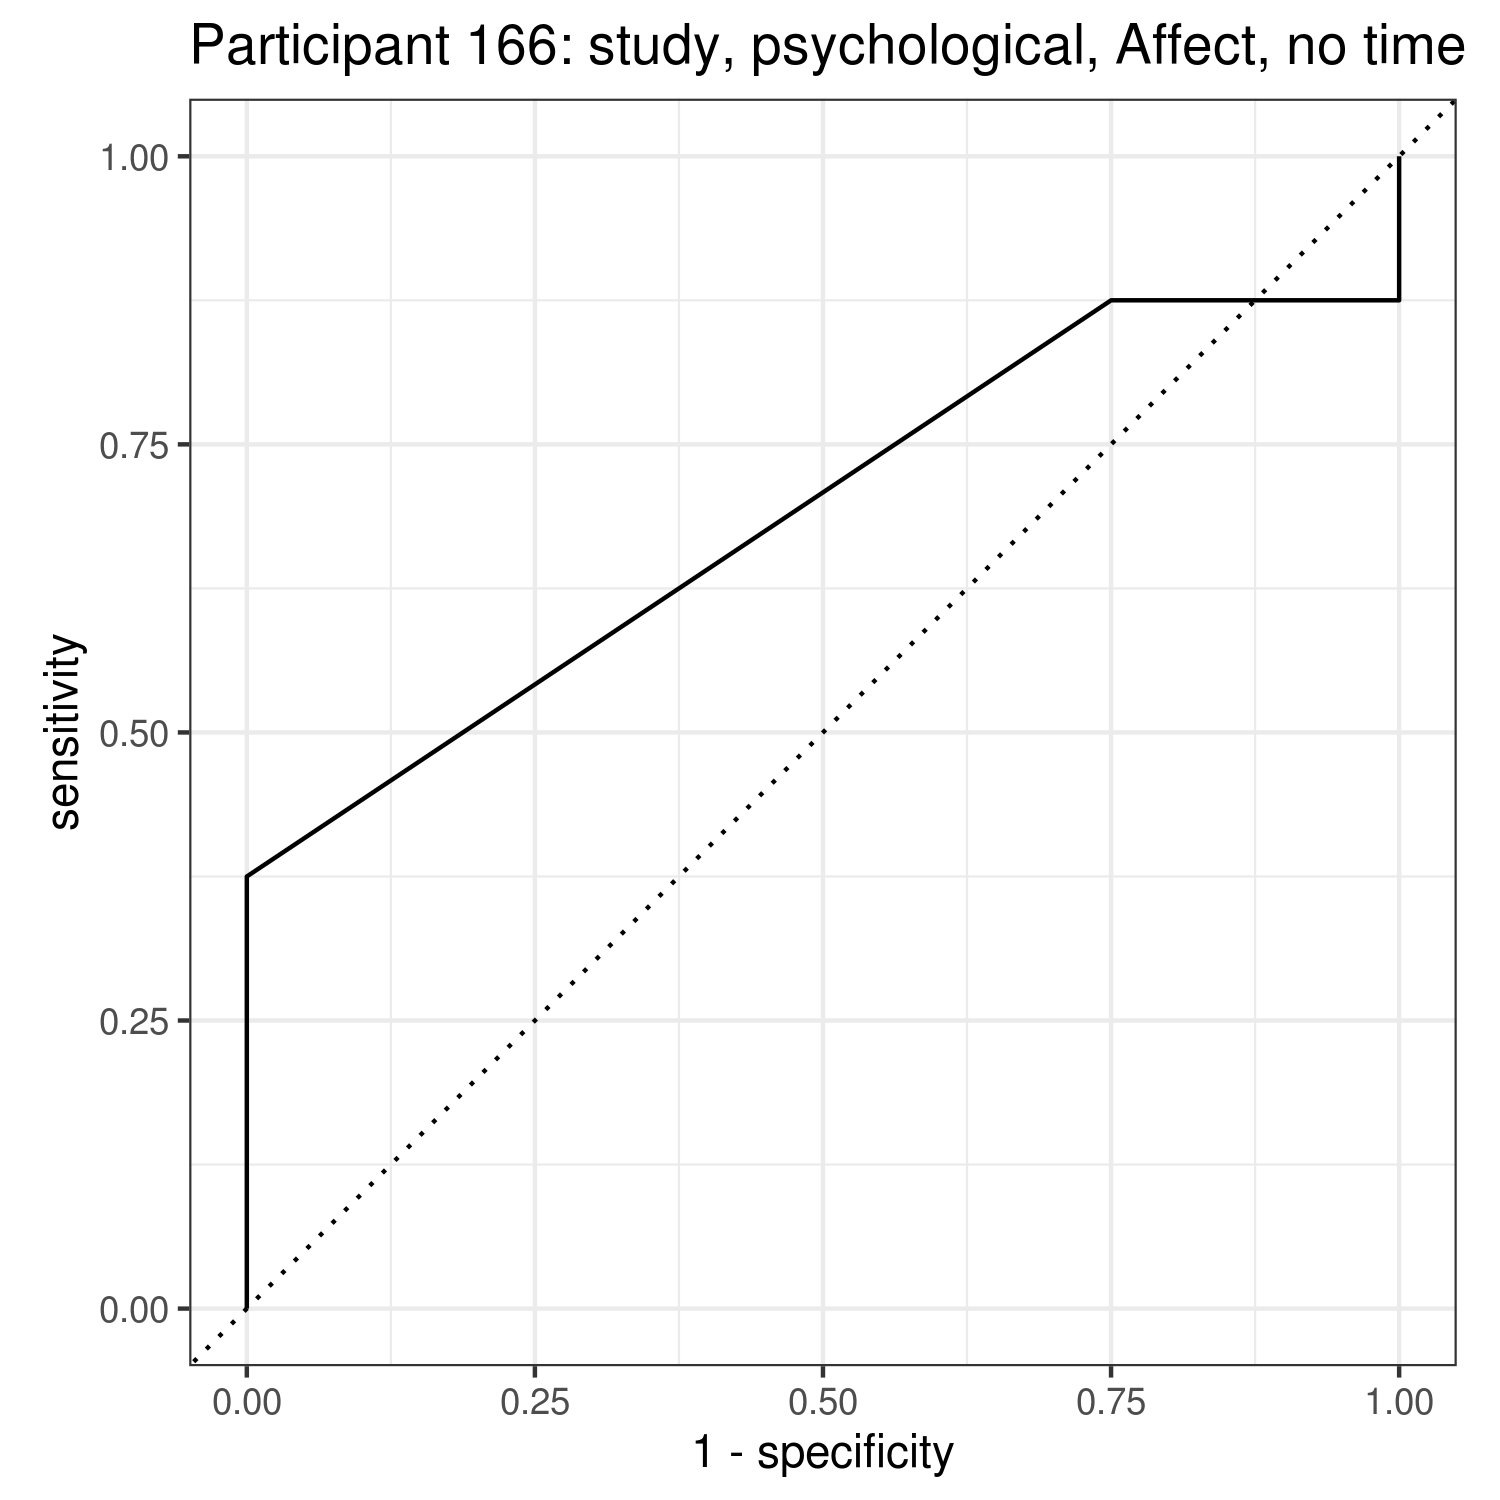 Participant 166: study, psychological, Affect, no time
1.00
0.75
0.50
0.25
0.00
sensitivity
0.00 0.25 0.50 0.75 1.00
1 - specificity